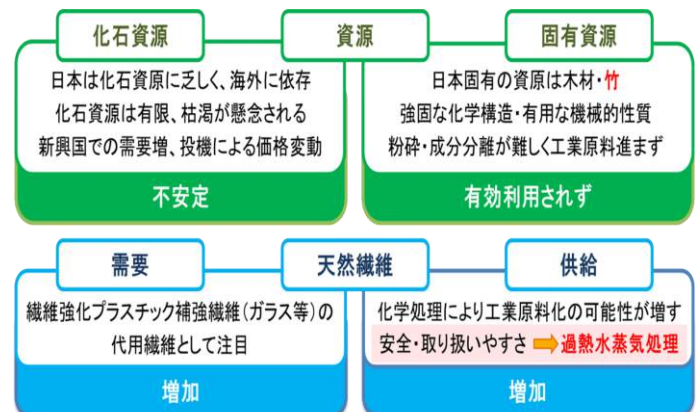 化石資源
資源
固有資源
日本は化石資源に乏しく、海外に依存
化石資源は有限、枯渇が懸念される
新興国での需要増、投機による価格変動
不安定
日本固有の資源は木材・竹
強固な化学構造・有用な機械的性質
粉砕・成分分離が難しく工業原料進まず
有効利用されず
需要
天然繊維
供給
繊維強化プラスチック補強繊維(ガラス等)の
代用繊維として注目
増加
化学処理により工業原料化の可能性が増す
安全・取り扱いやすさ ➡ 過熱水蒸気処理
増加